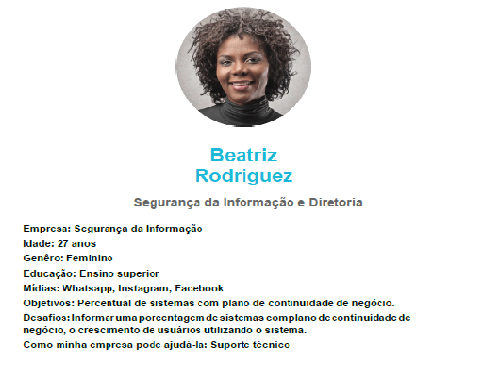 Beatriz
Rodriguez
Segurança da Informação e Diretoria
Empresa: Segurança da Informação
Idade: 27 anos
Genêro: Feminino
Educação: Ensino superior
Mídias: Whatsapp, Instagram, Facebook
Objetivos: Percentual de sistemas com plano de continuidade de negócio.
Desafios: Informar uma porcentagem de sistemas complano de continuidade de
negócio, o crescimento de usuários utilizando o sistema.
Como minha empresa pode ajudá-la: Suporte técnico